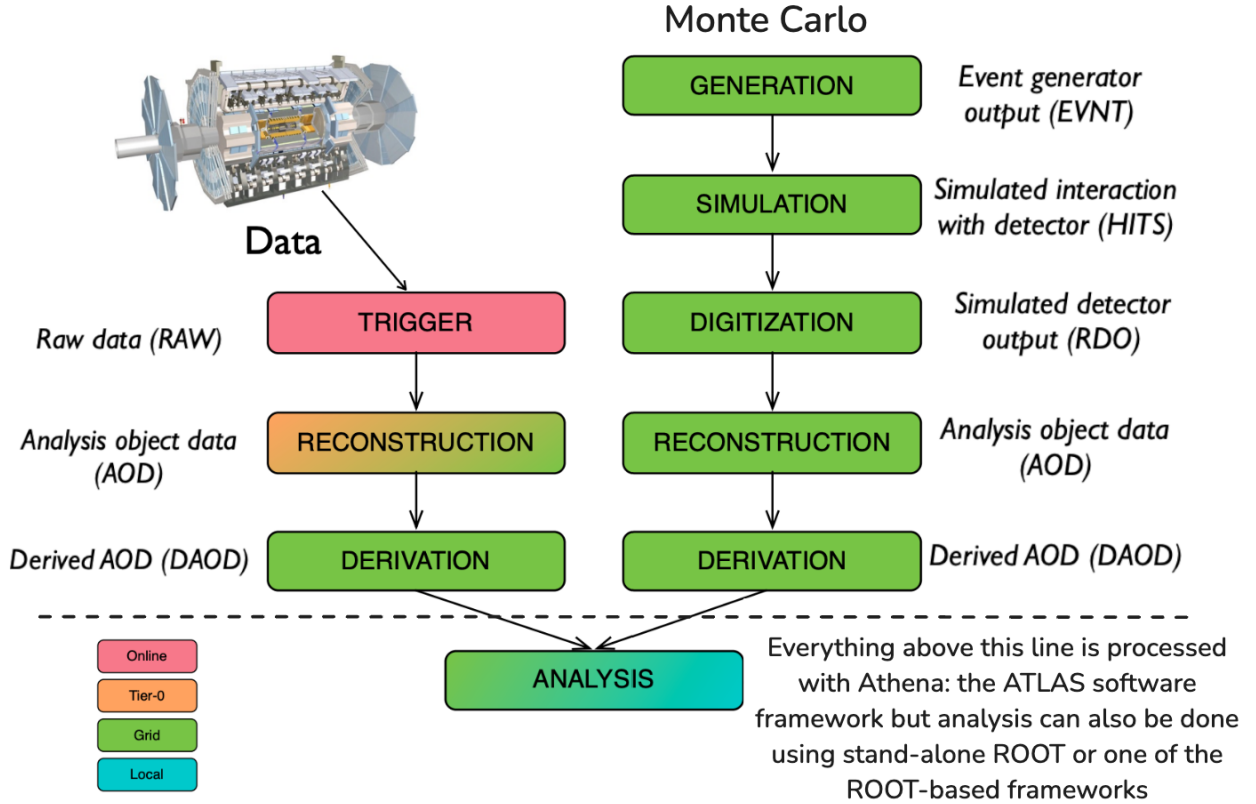 Monte Carlo
GENERATION
Event generator
output (EVNT)
SIMULATION
Simulated interaction
with detector (HITS)
Data
TRIGGER
Raw data (RAW)
DIGITIZATION
Simulated detector
output (RDO)
RECONSTRUCTION
Analysis object data
(AOD)
RECONSTRUCTION
Analysis object data
(AOD)
Derived AOD (DAOD)
DERIVATION
DERIVATION
Derived AOD (DAOD)
Online
Tier-0
Grid
Local
ANALYSIS
Everything above this line is processed
with Athena: the ATLAS software
framework but analysis can also be done
using stand-alone ROOT or one of the
ROOT-based frameworks